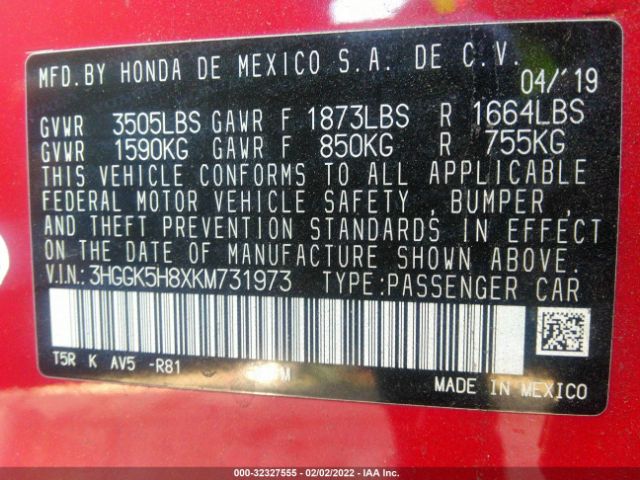 MFD.BY HONDA DE MEXICO S.A. DE C.V.
04/'19
GVWR 3505LBS GAWR F 1873LBS R 1664LBS
GVWR 1590KG GAWR F 850KG R 755KG
THIS VEHICLE CONFORMS TO ALL APPLICABLE
FEDERAL MOTOR VEHICLE SAFETY , BUMPER ,
AND THEFT PREVENTION STANDARDS IN EFFECT
ON THE DATE OF MANUFACTURE SHOWN ABOVE.
V.I.N.:3HGGK5H8XKM731973 TYPE:PASSENGER CAR
T5R K AV5 -R81
MADE IN MEXICO
000-32327555 - 02/02/2022 - IAA Inc.